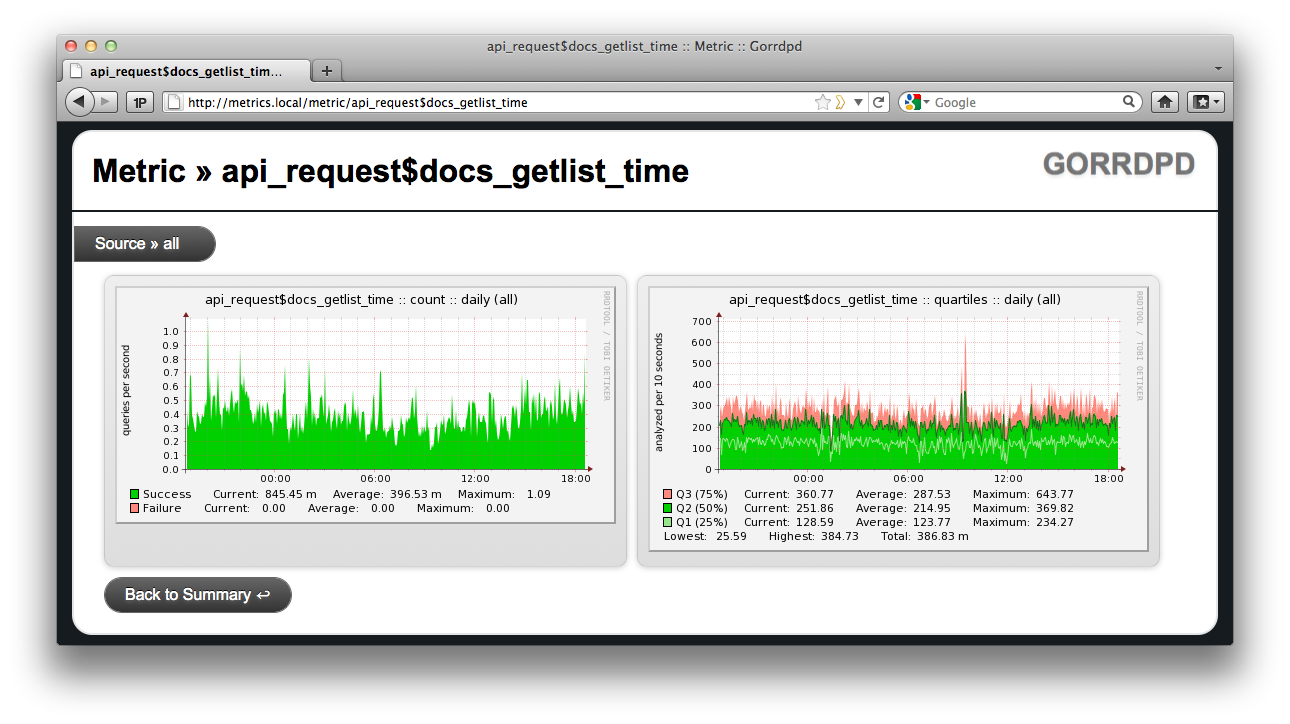 api_request$docs_getlist_time :: Metric :: Gorrdpd
api_request$docs_getlist_tim...
1P
http://metrics.local/metric/api_request$docs_getlist_time
Google
Metric » api_request$docs_getlist_time
GORRDPD
Source » all
api_request$docs_getlist_time :: count :: daily (all)
RRDTOOL / TOBI OETIKER
queries per second
1.0
0.9
0.8
0.7
0.6
0.5
0.4
0.3
0.2
0.1
0.0
00:00 06:00 12:00 18:00
Success Current: 845.45 m Average: 396.53 m Maximum: 1.09
Failure Current: 0.00 Average: 0.00 Maximum: 0.00
api_request$docs_getlist_time :: quartiles :: daily (all)
RRDTOOL / TOBI OETIKER
analyzed per 10 seconds
700
600
500
400
300
200
100
0
00:00 06:00 12:00 18:00
Q3 (75%) Current: 360.77 Average: 287.53 Maximum: 643.77
Q2 (50%) Current: 251.86 Average: 214.95 Maximum: 369.82
Q1 (25%) Current: 128.59 Average: 123.77 Maximum: 234.27
Lowest: 25.59 Highest: 384.73 Total: 386.83 m
Back to Summary ↩